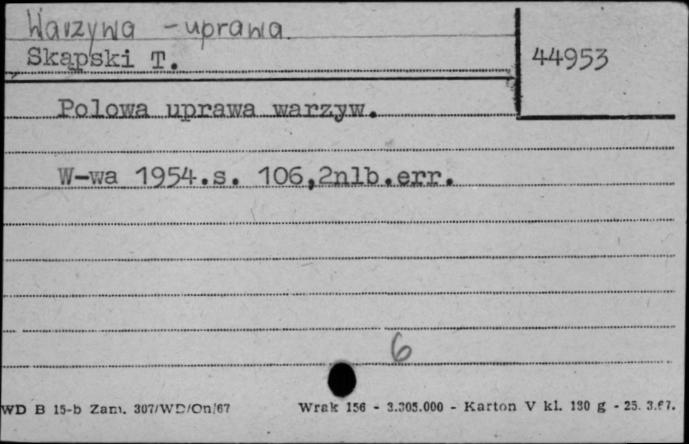 Warzywa - uprawa
Skąpski T.
44953
Polowa uprawa warzyw.
W-wa 1954.s. 106,2nlb.err.
6
WD B 15-b Zam. 307/WD/On/67 Wrak 156 - 3.305.000 - Karton V kl. 130 g - 25. 3.67.